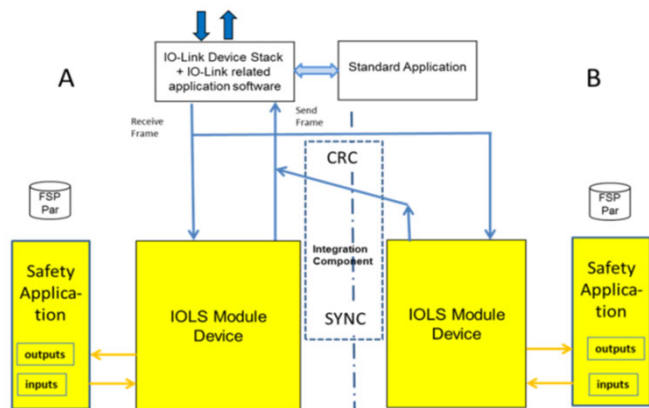 A
IO-Link Device Stack
+ IO-Link related
application software
Standard Application
B
Receive
Frame
Send
Frame
CRC
FSP
Par
FSP
Par
Safety
Applica-
tion
IOLS Module
Device
Integration
Component
SYNC
IOLS Module
Device
Safety
Applica-
tion
outputs
inputs
outputs
inputs